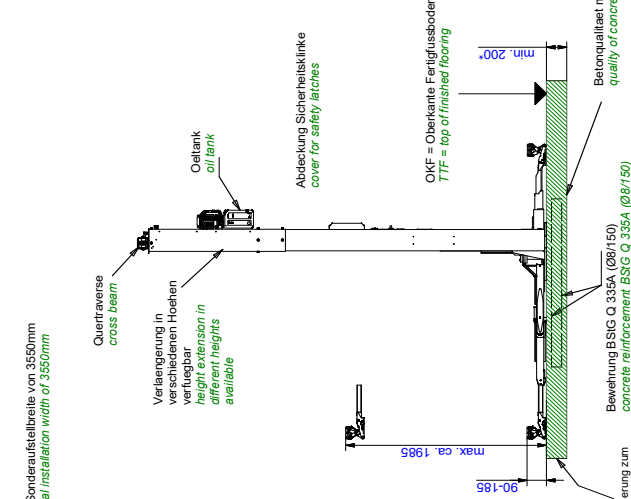 Sonderaufstellbreite von 3550mm
al installation width of 3550mm
Quertraverse
cross beam
Verlaengerung in
verschiedenen Hoehen
verfuegbar
height extension in
different heights
available
Oeltank
oil tank
Abdeckung Sicherheitsklinke
cover for safety latches
OKF = Oberkante Fertigfussboden
TTF = top of finished flooring
min. 200*
Betonqualitaet
quality of concre
max. ca. 1985
90-185
Bewehrung BStG Q 335A (Ø8/150)
concrete reinforcement BStG Q 335A (Ø8/150)
erung zum